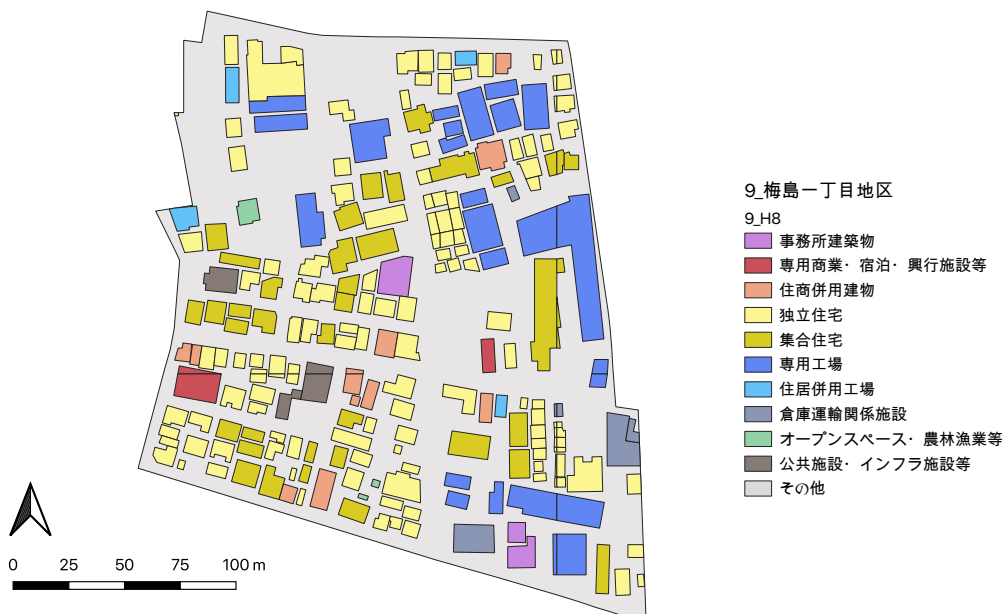 9_梅島一丁目地区
9_H8
事務所建築物
専用商業・宿泊・興行施設等
住商併用建物
独立住宅
集合住宅
専用工場
住居併用工場
倉庫運輸関係施設
オープンスペース・農林漁業等
公共施設・インフラ施設等
その他
0 25 50 75 100 m